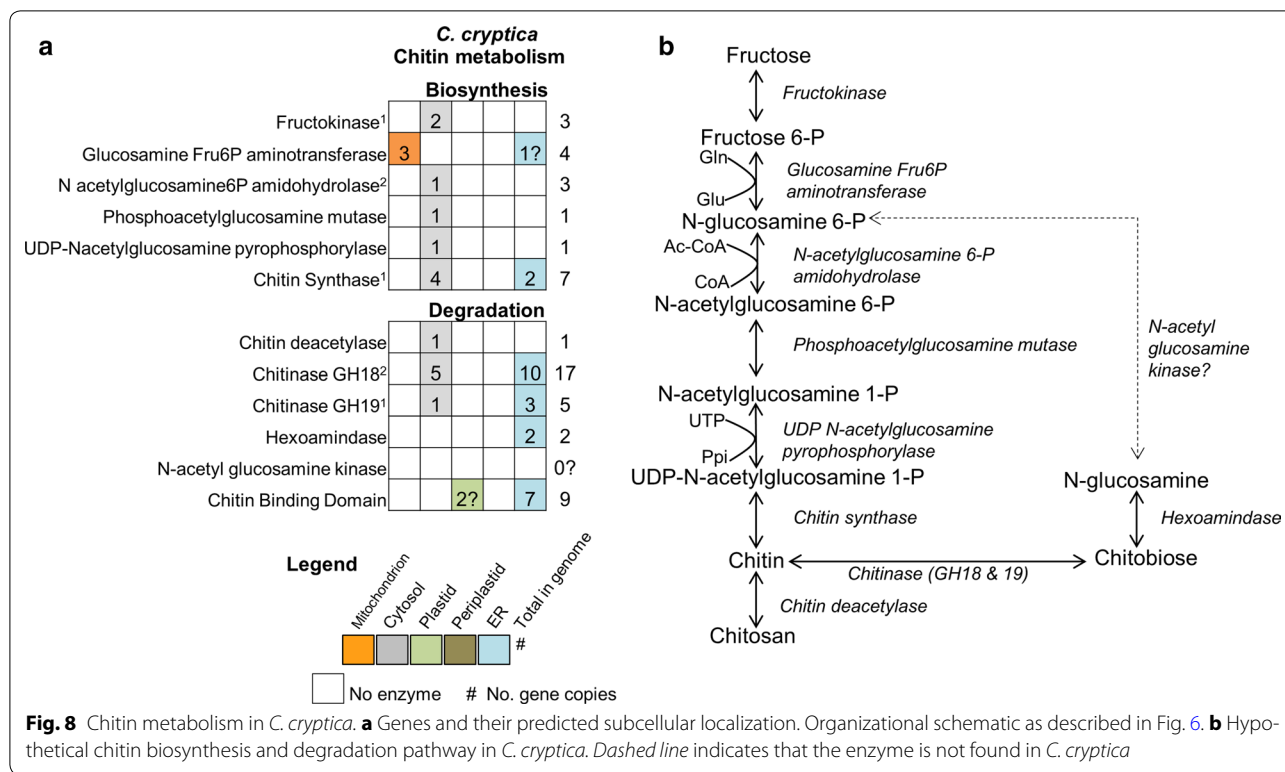 a
C. cryptica
Chitin metabolism
Biosynthesis
Fructokinase¹ 2 3
Glucosamine Fru6P aminotransferase 3 1? 4
N acetylglucosamine6P amidohydrolase² 1 3
Phosphoacetylglucosamine mutase 1 1
UDP-Nacetylglucosamine pyrophosphorylase 1 1
Chitin Synthase¹ 4 2 7
Degradation
Chitin deacetylase 1 1
Chitinase GH18² 5 10 17
Chitinase GH19¹ 1 3 5
Hexoamindase 2 2
N-acetyl glucosamine kinase 0?
Chitin Binding Domain 2? 7 9
Legend
Mitochondrion
Cytosol
Plastid
Periplastid
ER
Total in genome
#
No enzyme # No. gene copies
b
Fructose
Fructokinase
Fructose 6-P
Gln
Glucosamine Fru6P
aminotransferase
Glu
N-glucosamine 6-P
Ac-CoA
N-acetylglucosamine 6-P
amidohydrolase
CoA
N-acetylglucosamine 6-P
Phosphoacetylglucosamine mutase
N-acetylglucosamine 1-P
UTP
UDP N-acetylglucosamine
pyrophosphorylase
Ppi
UDP-N-acetylglucosamine 1-P
Chitin synthase
Chitin
Chitinase (GH18 & 19)
Chitin deacetylase
Chitosan
N-acetyl
glucosamine
kinase?
N-glucosamine
Hexoamindase
Chitobiose
Fig. 8 Chitin metabolism in C. cryptica. a Genes and their predicted subcellular localization. Organizational schematic as described in Fig. 6. b Hypo-
thetical chitin biosynthesis and degradation pathway in C. cryptica. Dashed line indicates that the enzyme is not found in C. cryptica